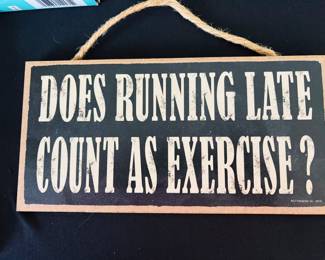 DOES RUNNING LATE
COUNT AS EXERCISE?